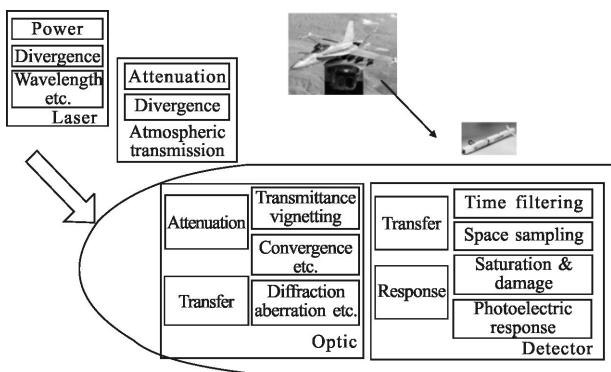 Power
Divergence
Wavelength
etc.
Laser
Attenuation
Divergence
Atmospheric
transmission
Attenuation
Transfer
Transmittance
vignetting
Convergence
etc.
Diffraction
aberration etc.
Optic
Transfer
Response
Time filtering
Space sampling
Saturation &
damage
Photoelectric
response
Detector